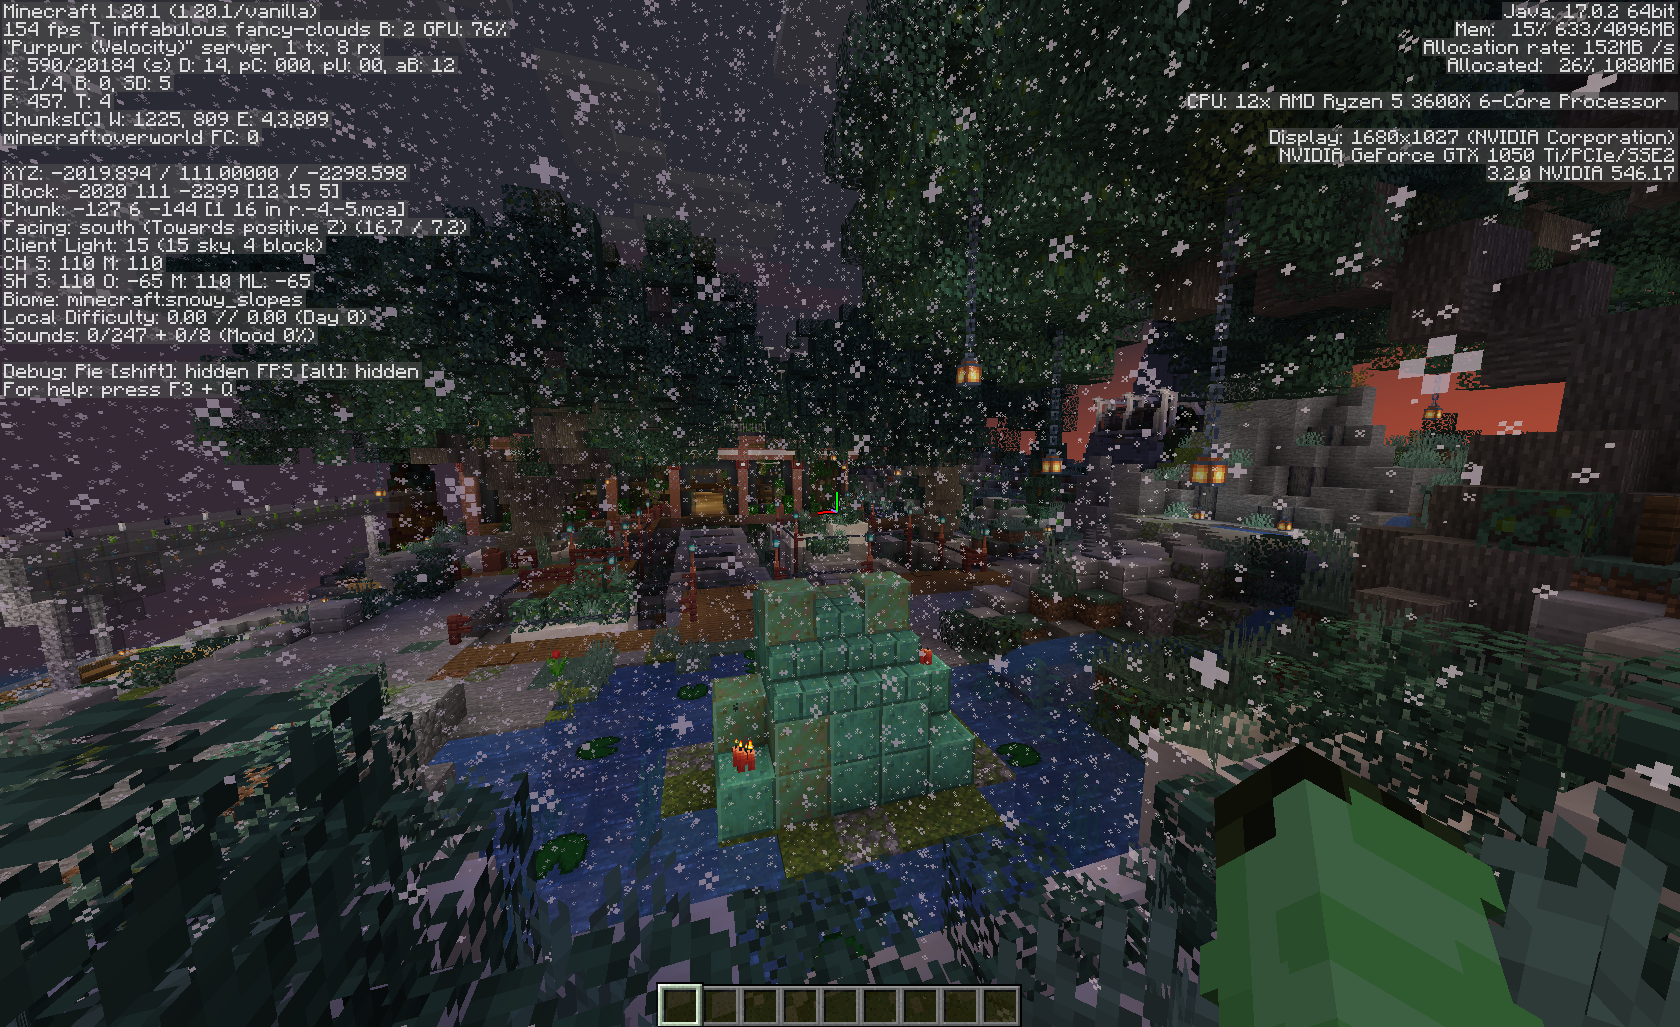 Minecraft 1.20.1 (1.20.1/vanilla)
154 fps T: inffabulous fancy-clouds B: 2 GPU: 76%
"Purpur (Velocity)" server, 1 tx, 8 rx
C: 590/20184 (s) D: 14, pC: 000, pU: 00, aB: 12
E: 1/4, B: 0, SD: 5
P: 457. T: 4
Chunks[C] W: 1225, 809 E: 4,3,809
minecraft:overworld FC: 0
XYZ: -2019.894 / 111.00000 / -2298.598
Block: -2020 111 -2299 [12 15 5]
Chunk: -127 6 -144 [1 16 in r.-4.-5.mca]
Facing: south (Towards positive Z) (16.7 / 7.2)
Client Light: 15 (15 sky, 4 block)
CH S: 110 M: 110
SH S: 110 O: -65 M: 110 ML: -65
Biome: minecraft:snowy_slopes
Local Difficulty: 0.00 // 0.00 (Day 0)
Sounds: 0/247 + 0/8 (Mood 0%)
Debug: Pie [shift]: hidden FPS [alt]: hidden
For help: press F3 + Q
Java: 17.0.2 64bit
Mem: 15% 633/4096MB
Allocation rate: 152MB /s
Allocated: 26% 1080MB
CPU: 12x AMD Ryzen 5 3600X 6-Core Processor
Display: 1680x1027 (NVIDIA Corporation)
NVIDIA GeForce GTX 1050 Ti/PCIe/SSE2
3.2.0 NVIDIA 546.17